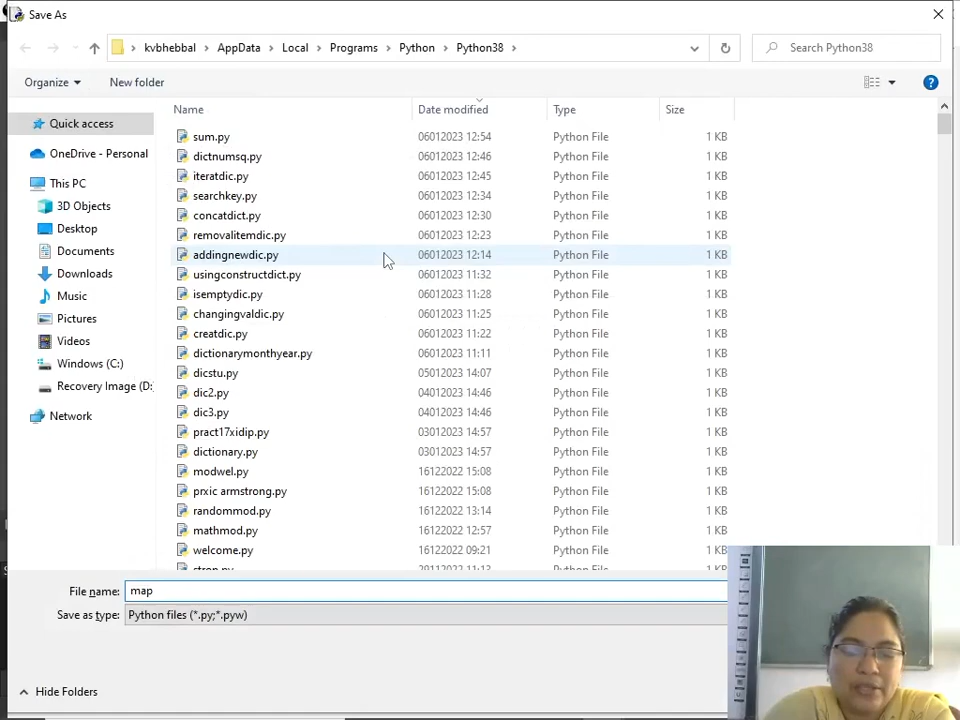 Save As
kvbhebbal > AppData > Local > Programs > Python > Python38 >
Search Python38
Organize
New folder
Name Date modified Type Size
Quick access
OneDrive - Personal
This PC
3D Objects
Desktop
Documents
Downloads
Music
Pictures
Videos
Windows (C:)
Recovery Image (D:)
Network
sum.py 06012023 12:54 Python File 1 KB
dictnumsq.py 06012023 12:46 Python File 1 KB
iteratdic.py 06012023 12:45 Python File 1 KB
searchkey.py 06012023 12:34 Python File 1 KB
concatdict.py 06012023 12:30 Python File 1 KB
removalitemdic.py 06012023 12:23 Python File 1 KB
addingnewdic.py 06012023 12:14 Python File 1 KB
usingconstructdict.py 06012023 11:32 Python File 1 KB
isemptydic.py 06012023 11:28 Python File 1 KB
changingvaldic.py 06012023 11:25 Python File 1 KB
creatdic.py 06012023 11:22 Python File 1 KB
dictionarymonthyear.py 06012023 11:11 Python File 1 KB
dicstu.py 05012023 14:07 Python File 1 KB
dic2.py 04012023 14:46 Python File 1 KB
dic3.py 04012023 14:46 Python File 1 KB
pract17xidip.py 03012023 14:57 Python File 1 KB
dictionary.py 03012023 14:57 Python File 1 KB
modwel.py 16122022 15:08 Python File 1 KB
prxic armstrong.py 16122022 15:08 Python File 1 KB
randommod.py 16122022 13:14 Python File 1 KB
mathmod.py 16122022 12:57 Python File 1 KB
welcome.py 16122022 09:21 Python File 1 KB
File name: map
Save as type: Python files (*.py;*.pyw)
Hide Folders